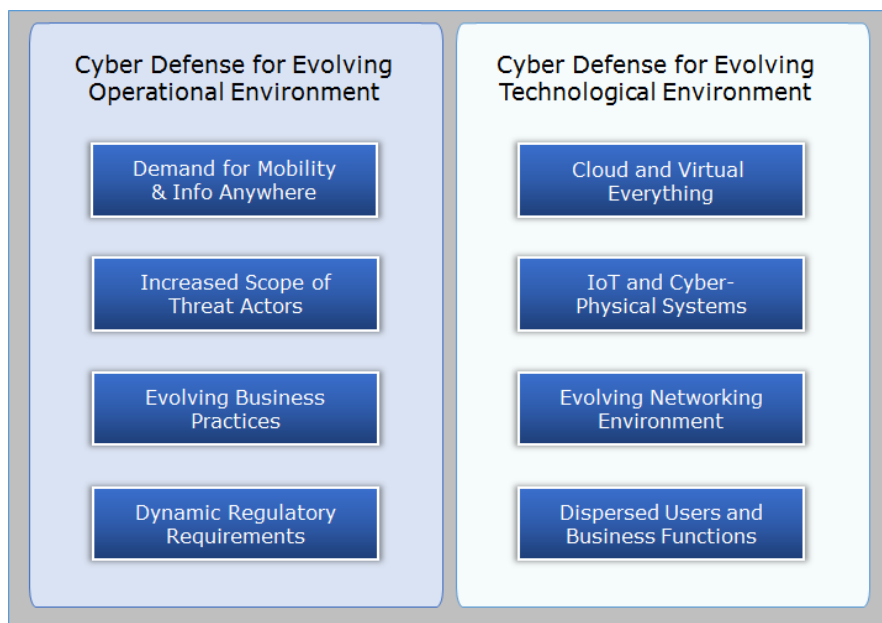 Cyber Defense for Evolving
Operational Environment
Demand for Mobility
& Info Anywhere
Increased Scope of
Threat Actors
Evolving Business
Practices
Dynamic Regulatory
Requirements
Cyber Defense for Evolving
Technological Environment
Cloud and Virtual
Everything
IoT and Cyber-
Physical Systems
Evolving Networking
Environment
Dispersed Users and
Business Functions